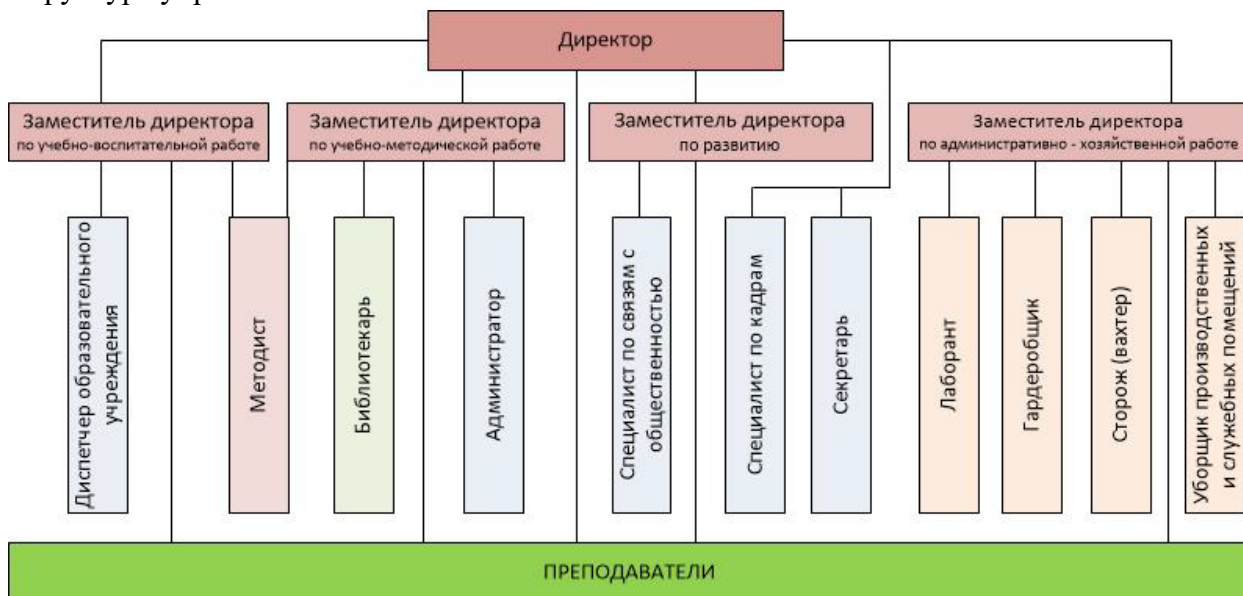 Директор
Заместитель директора
по учебно-воспитательной работе
Заместитель директора
по учебно-методической работе
Заместитель директора
по развитию
Заместитель директора
по административно - хозяйственной работе
Диспетчер образовательного
учреждения
Методист
Библиотекарь
Администратор
Специалист по связям с
общественностью
Специалист по кадрам
Секретарь
Лаборант
Гардеробщик
Сторож (вахтер)
Уборщик производственных
и служебных помещений
ПРЕПОДАВАТЕЛИ